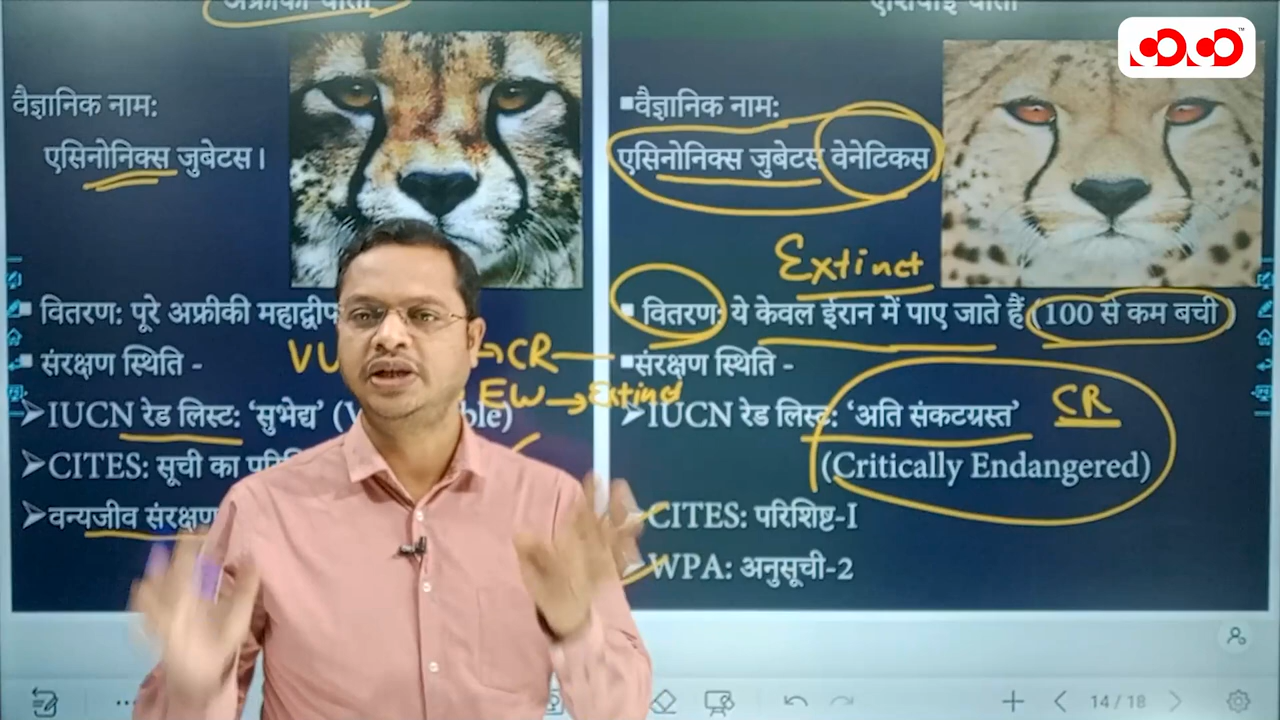 अफ्रीकी चीता
वैज्ञानिक नाम:
एसिनोनिक्स जुबेटस।
वितरण: पूरे अफ्रीकी महाद्वीप
संरक्षण स्थिति -
VU
CR
EW → Extinct
IUCN रेड लिस्ट: 'सुभेद्य'
CITES: सूची का
वन्यजीव संरक्षण
एशियाई चीता
वैज्ञानिक नाम:
एसिनोनिक्स जुबेटस वेनेटिकस
Extinct
वितरण: ये केवल ईरान में पाए जाते हैं (100 से कम बची)
संरक्षण स्थिति -
IUCN रेड लिस्ट: 'अति संकटग्रस्त'
CR
(Critically Endangered)
CITES: परिशिष्ट-I
WPA: अनुसूची-2
14 / 18